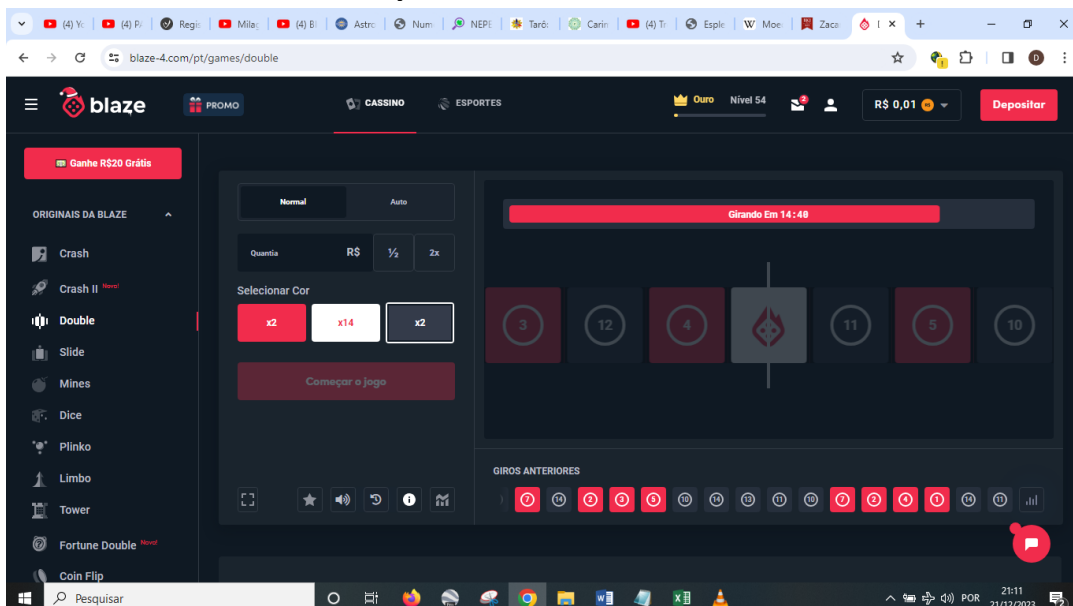 (4) Yo (4) PA Regis Milag (4) Bl Astro Num NEPE Tarô: Carin (4) Tr Esple W Moe Zaca
blaze-4.com/pt/games/double D
blaze PROMO CASSINO ESPORTES Ouro Nível 54 2 R$ 0,01 R$ Depositar
Ganhe R$20 Grátis
ORIGINAIS DA BLAZE
Crash
Crash II Novo!
Double
Slide
Mines
Dice
Plinko
Limbo
Tower
Fortune Double Novo!
Coin Flip
Normal Auto
Quantia R$ ½ 2x
Selecionar Cor
x2 x14 x2
Começar o jogo
Girando Em 14:48
3 12 4 11 5 10
GIROS ANTERIORES
7 14 2 3 5 10 14 13 11 10 7 2 4 1 14 11
Pesquisar
POR 21:11
21/12/2023 2